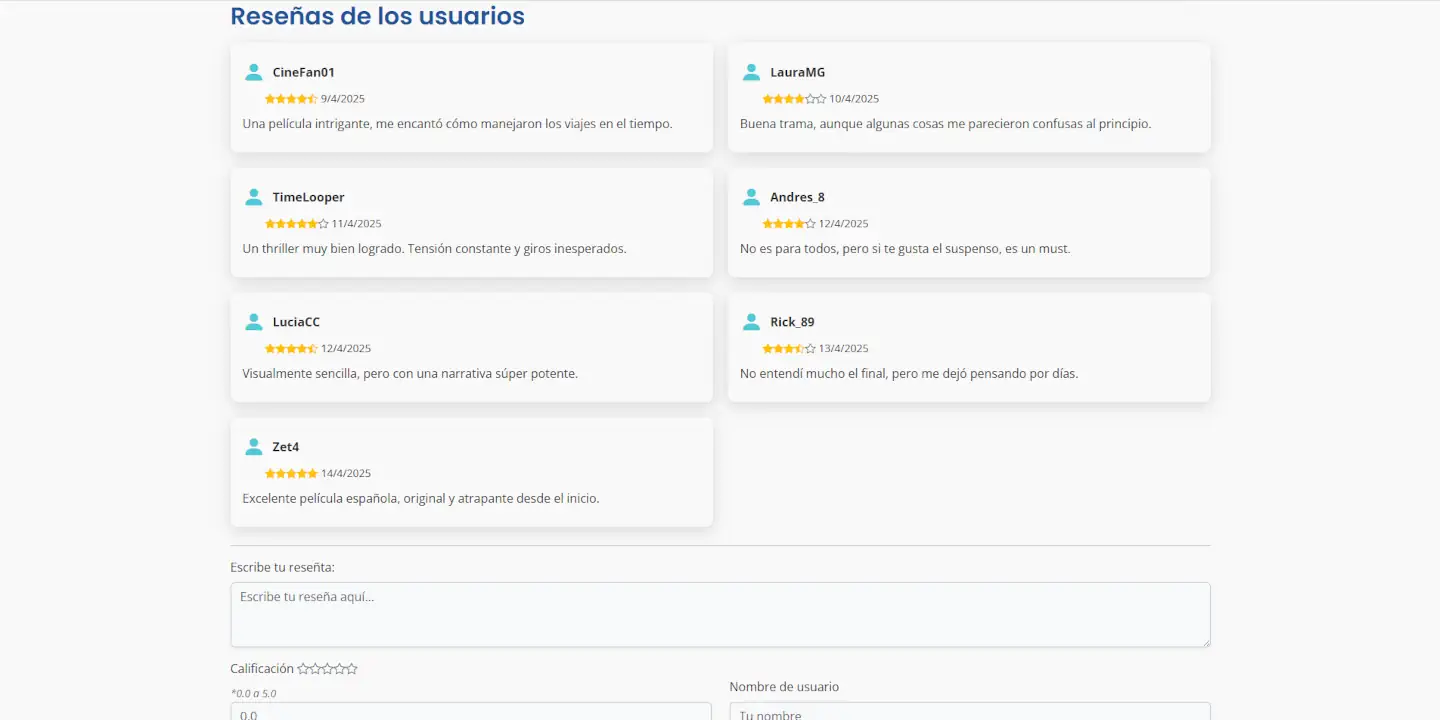 Reseñas de los usuarios
CineFan01
9/4/2025
Una película intrigante, me encantó cómo manejaron los viajes en el tiempo.
LauraMG
10/4/2025
Buena trama, aunque algunas cosas me parecieron confusas al principio.
TimeLooper
11/4/2025
Un thriller muy bien logrado. Tensión constante y giros inesperados.
Andres_8
12/4/2025
No es para todos, pero si te gusta el suspenso, es un must.
LuciaCC
12/4/2025
Visualmente sencilla, pero con una narrativa súper potente.
Rick_89
13/4/2025
No entendí mucho el final, pero me dejó pensando por días.
Zet4
14/4/2025
Excelente película española, original y atrapante desde el inicio.
Escribe tu reseñta:
Escribe tu reseña aquí...
Calificación
*0.0 a 5.0
0.0
Nombre de usuario
Tu nombre